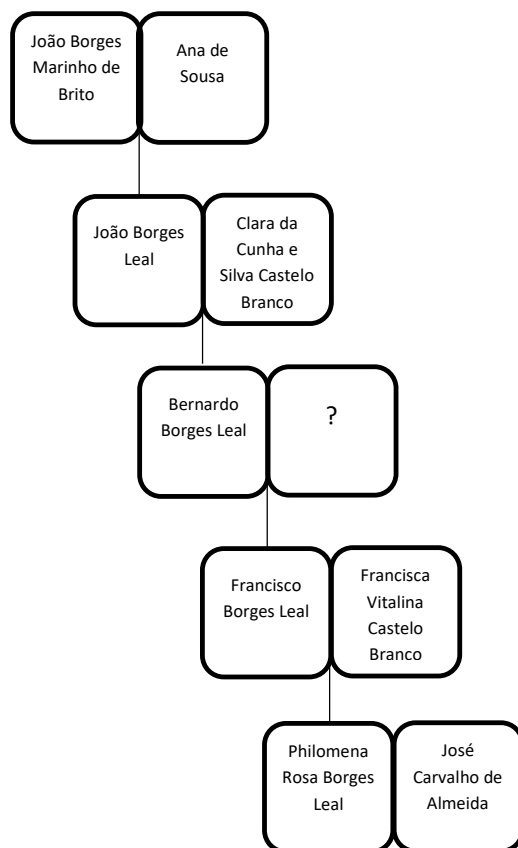 João Borges
Marinho de
Brito
Ana de
Sousa
João Borges
Leal
Clara da
Cunha e
Silva Castelo
Branco
Bernardo
Borges Leal
?
Francisco
Borges Leal
Francisca
Vitalina
Castelo
Branco
Philomena
Rosa Borges
Leal
José
Carvalho de
Almeida